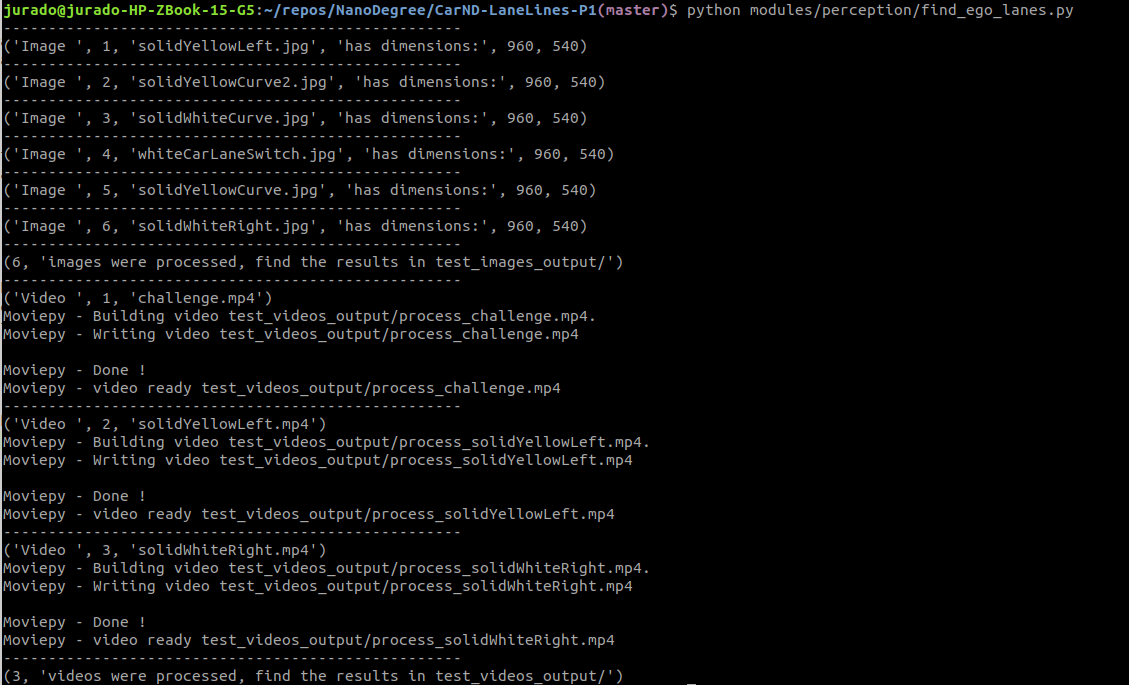 jurado@jurado-HP-ZBook-15-G5:~/repos/NanoDegree/CarND-LaneLines-P1(master)$ python modules/perception/find_ego_lanes.py
---------------------------------------------------
('Image ', 1, 'solidYellowLeft.jpg', 'has dimensions:', 960, 540)
---------------------------------------------------
('Image ', 2, 'solidYellowCurve2.jpg', 'has dimensions:', 960, 540)
---------------------------------------------------
('Image ', 3, 'solidWhiteCurve.jpg', 'has dimensions:', 960, 540)
---------------------------------------------------
('Image ', 4, 'whiteCarLaneSwitch.jpg', 'has dimensions:', 960, 540)
---------------------------------------------------
('Image ', 5, 'solidYellowCurve.jpg', 'has dimensions:', 960, 540)
---------------------------------------------------
('Image ', 6, 'solidWhiteRight.jpg', 'has dimensions:', 960, 540)
---------------------------------------------------
(6, 'images were processed, find the results in test_images_output/')
---------------------------------------------------
('Video ', 1, 'challenge.mp4')
Moviepy - Building video test_videos_output/process_challenge.mp4.
Moviepy - Writing video test_videos_output/process_challenge.mp4

Moviepy - Done !
Moviepy - video ready test_videos_output/process_challenge.mp4
---------------------------------------------------
('Video ', 2, 'solidYellowLeft.mp4')
Moviepy - Building video test_videos_output/process_solidYellowLeft.mp4.
Moviepy - Writing video test_videos_output/process_solidYellowLeft.mp4

Moviepy - Done !
Moviepy - video ready test_videos_output/process_solidYellowLeft.mp4
---------------------------------------------------
('Video ', 3, 'solidWhiteRight.mp4')
Moviepy - Building video test_videos_output/process_solidWhiteRight.mp4.
Moviepy - Writing video test_videos_output/process_solidWhiteRight.mp4

Moviepy - Done !
Moviepy - video ready test_videos_output/process_solidWhiteRight.mp4
---------------------------------------------------
(3, 'videos were processed, find the results in test_videos_output/')